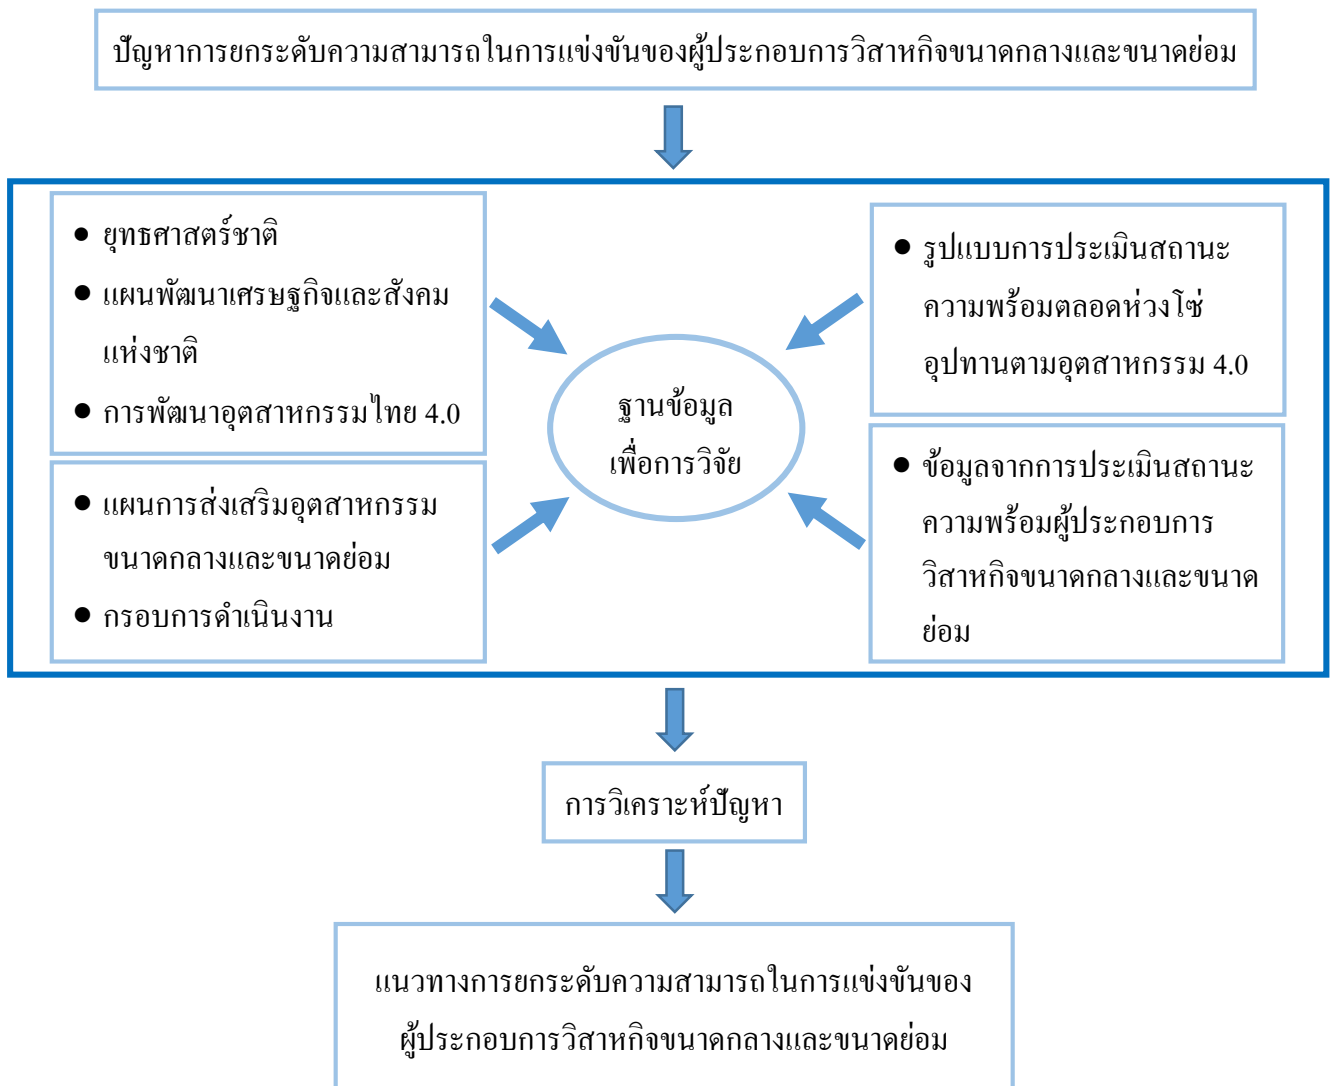 ปัญหาการยกระดับความสามารถในการแข่งขันของผู้ประกอบการวิสาหกิจขนาดกลางและขนาดย่อม
● ยุทธศาสตร์ชาติ
● แผนพัฒนาเศรษฐกิจและสังคม
แห่งชาติ
● การพัฒนาอุตสาหกรรมไทย 4.0
● แผนการส่งเสริมอุตสาหกรรม
ขนาดกลางและขนาดย่อม
● กรอบการดำเนินงาน
ฐานข้อมูล
เพื่อการวิจัย
● รูปแบบการประเมินสถานะ
ความพร้อมตลอดห่วงโซ่
อุปทานตามอุตสาหกรรม 4.0
● ข้อมูลจากการประเมินสถานะ
ความพร้อมผู้ประกอบการ
วิสาหกิจขนาดกลางและขนาด
ย่อม
การวิเคราะห์ปัญหา
แนวทางการยกระดับความสามารถในการแข่งขันของ
ผู้ประกอบการวิสาหกิจขนาดกลางและขนาดย่อม